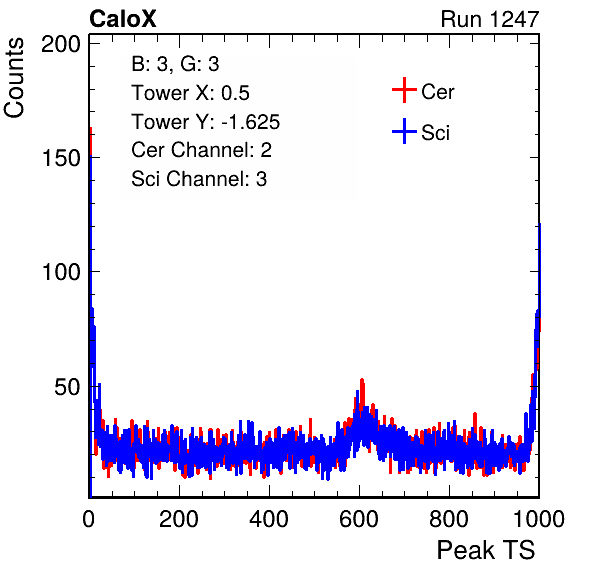 CaloX Run 1247
Counts
200
150
100
50
B: 3, G: 3
Tower X: 0.5
Tower Y: -1.625
Cer Channel: 2
Sci Channel: 3
Cer
Sci
0 200 400 600 800 1000
Peak TS